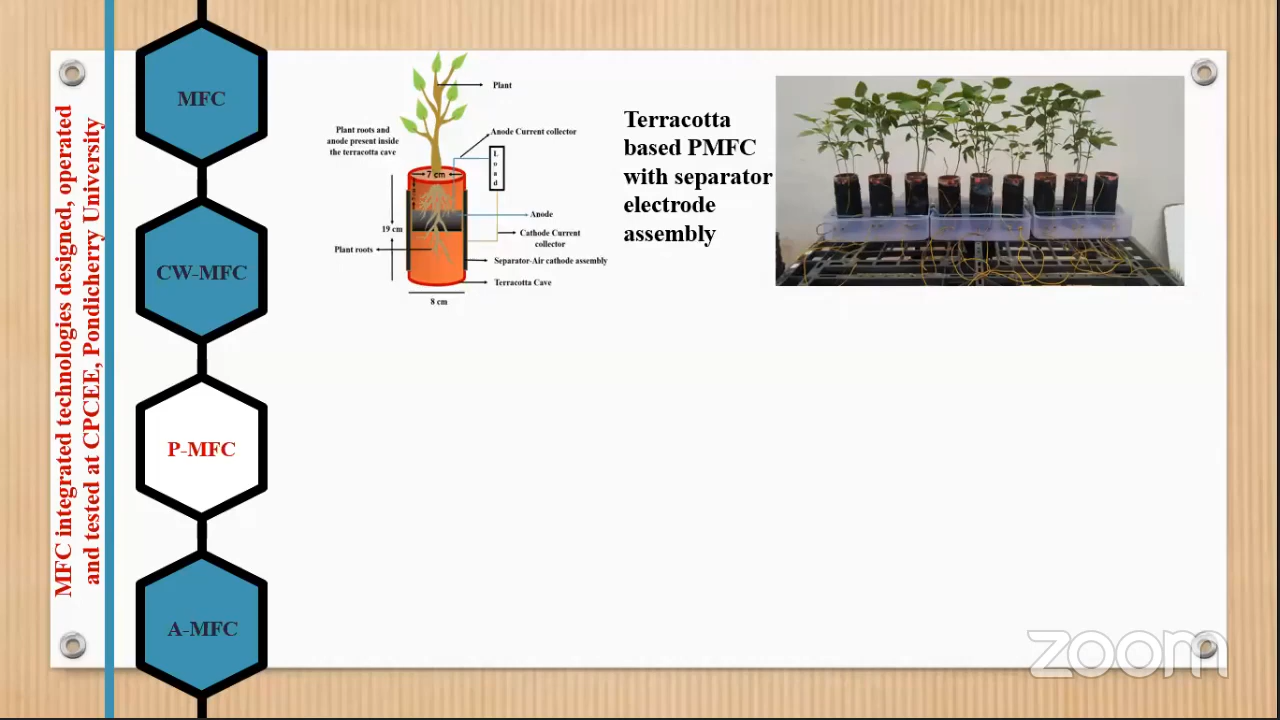 MFC integrated technologies designed, operated
and tested at CPCEE, Pondicherry University
MFC
CW-MFC
P-MFC
A-MFC
Plant
Plant roots and
anode present inside
the terracotta cave
Anode Current collector
Load
7 cm
19 cm
Anode
Cathode Current
collector
Plant roots
Separator-Air cathode assembly
Terracotta Cave
8 cm
Terracotta
based PMFC
with separator
electrode
assembly
zoom